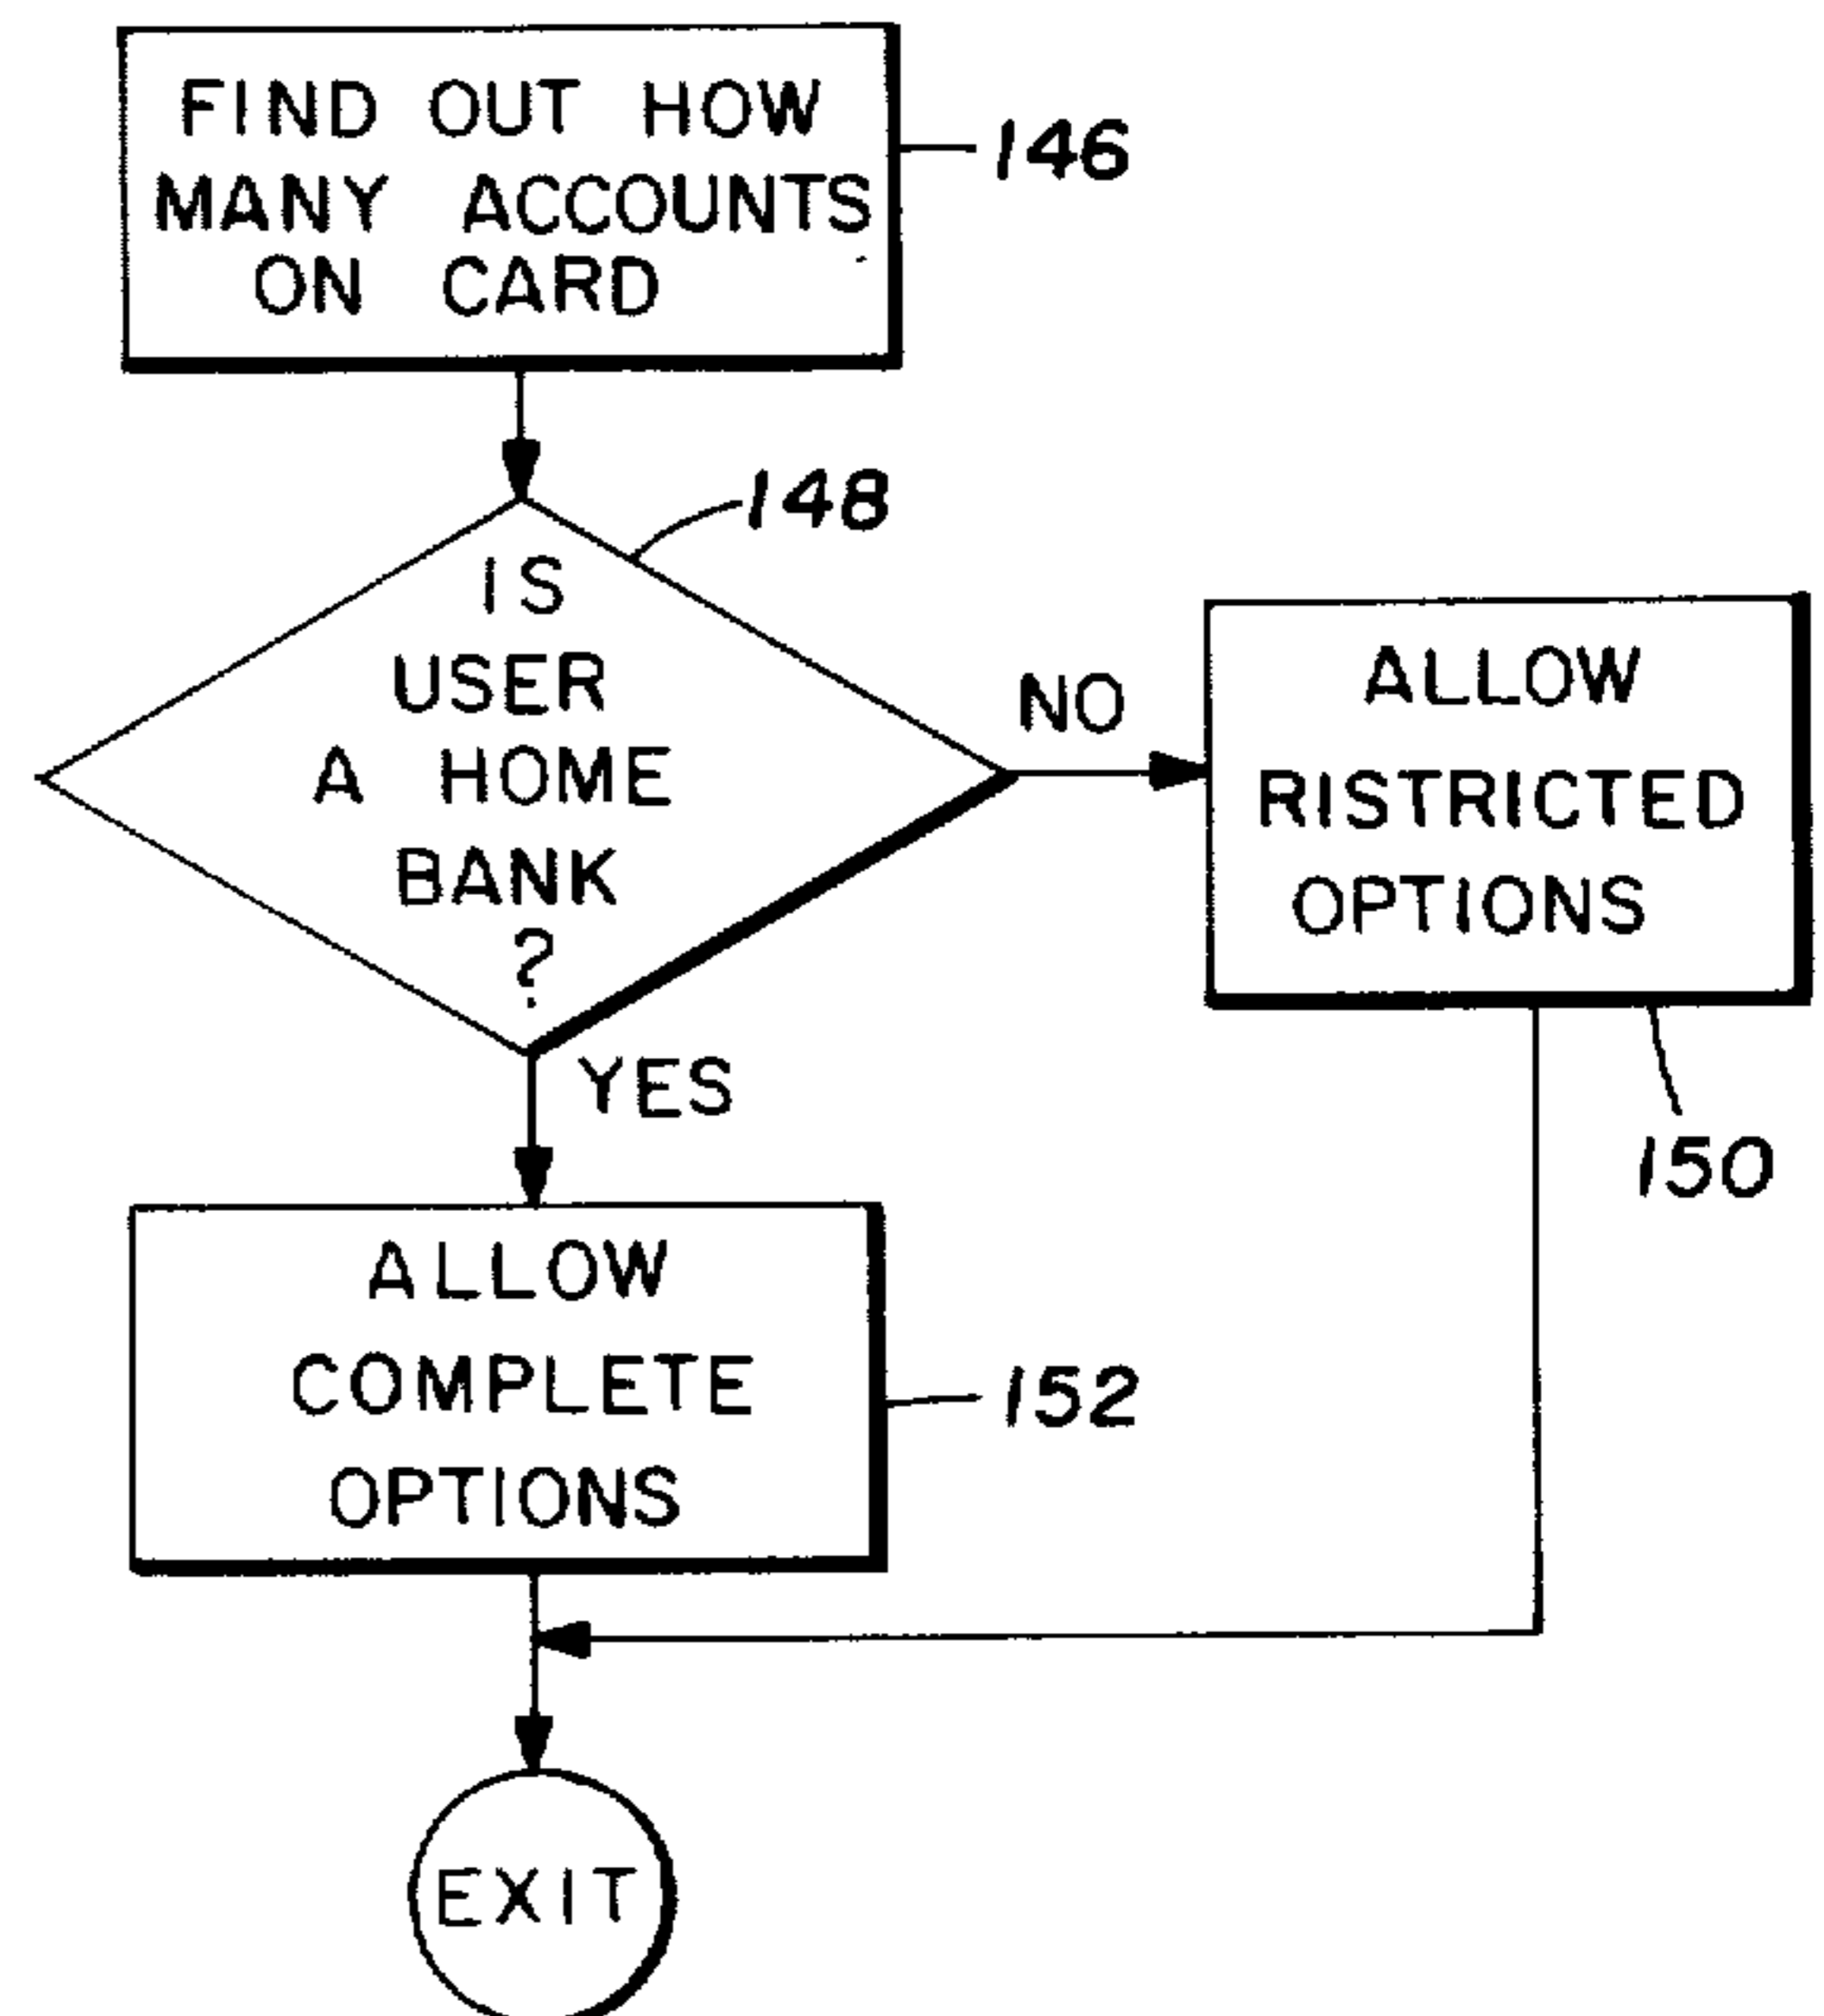 FIND OUT HOW
MANY ACCOUNTS
ON CARD
146
148
IS
USER
A HOME
BANK
?
NO
ALLOW
RISTRICTED
OPTIONS
150
YES
ALLOW
COMPLETE
OPTIONS
152
EXIT